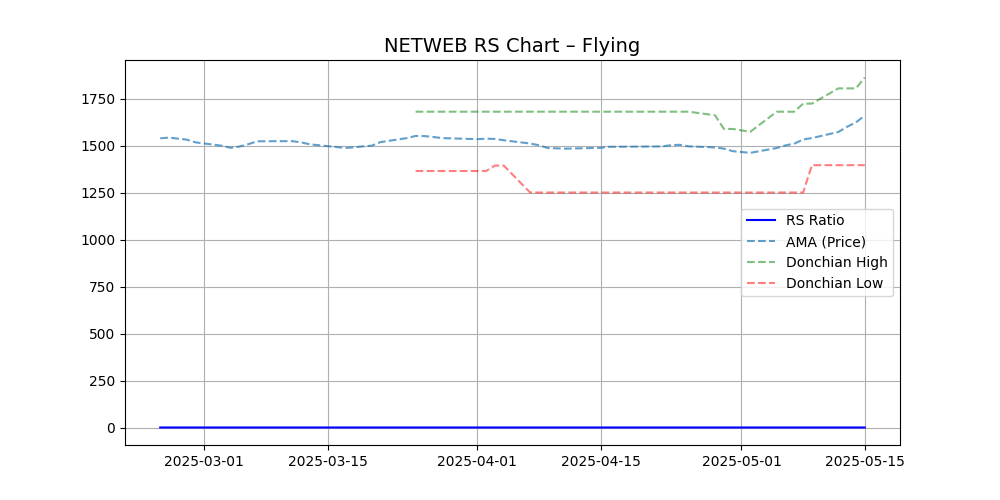 NETWEB RS Chart – Flying
1750
1500
1250
1000
750
500
250
0
RS Ratio
AMA (Price)
Donchian High
Donchian Low
2025-03-01
2025-03-15
2025-04-01
2025-04-15
2025-05-01
2025-05-15